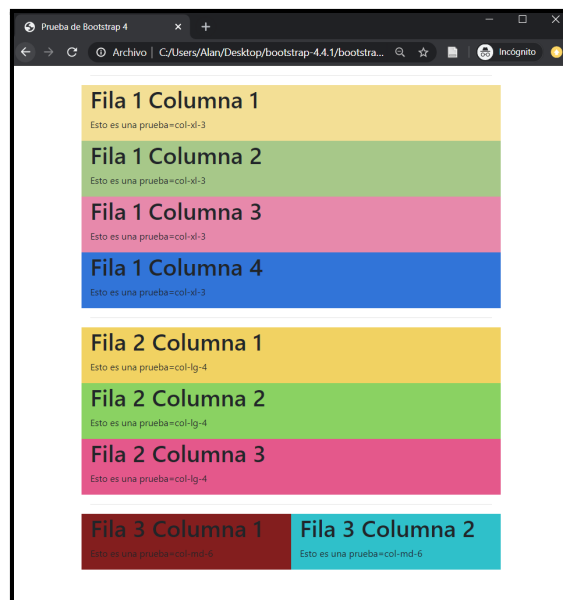 Prueba de Bootstrap 4
Archivo | C:/Users/Alan/Desktop/bootstrap-4.4.1/bootstra... Incógnito
Fila 1 Columna 1
Esto es una prueba=col-xl-3
Fila 1 Columna 2
Esto es una prueba=col-xl-3
Fila 1 Columna 3
Esto es una prueba=col-xl-3
Fila 1 Columna 4
Esto es una prueba=col-xl-3
Fila 2 Columna 1
Esto es una prueba=col-lg-4
Fila 2 Columna 2
Esto es una prueba=col-lg-4
Fila 2 Columna 3
Esto es una prueba=col-lg-4
Fila 3 Columna 1 Fila 3 Columna 2
Esto es una prueba=col-md-6 Esto es una prueba=col-md-6